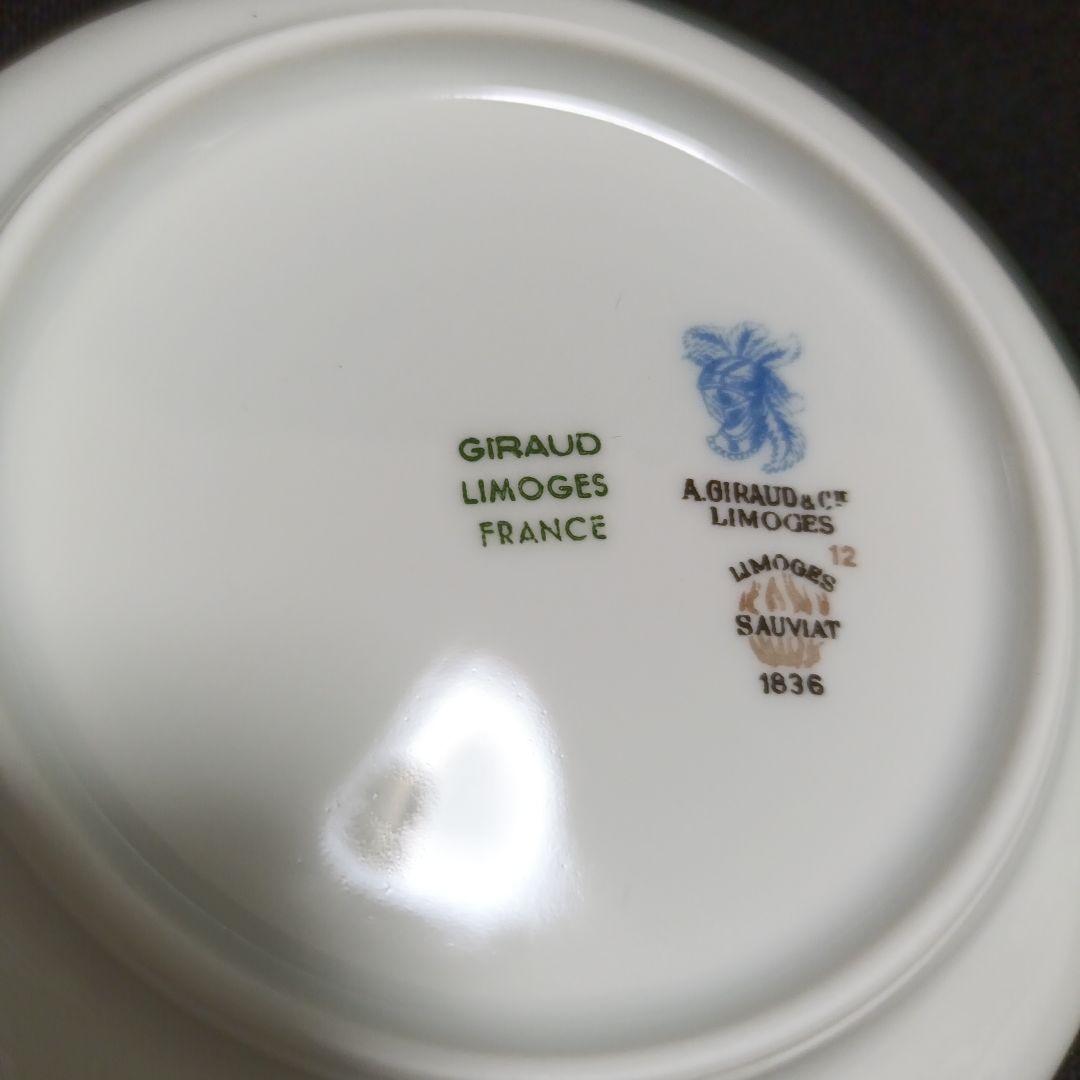 GIRAUD
LIMOGES
FRANCE
A.GIRAUD & CIE
LIMOGES
12
LIMOGES
SAUVIAT
1836